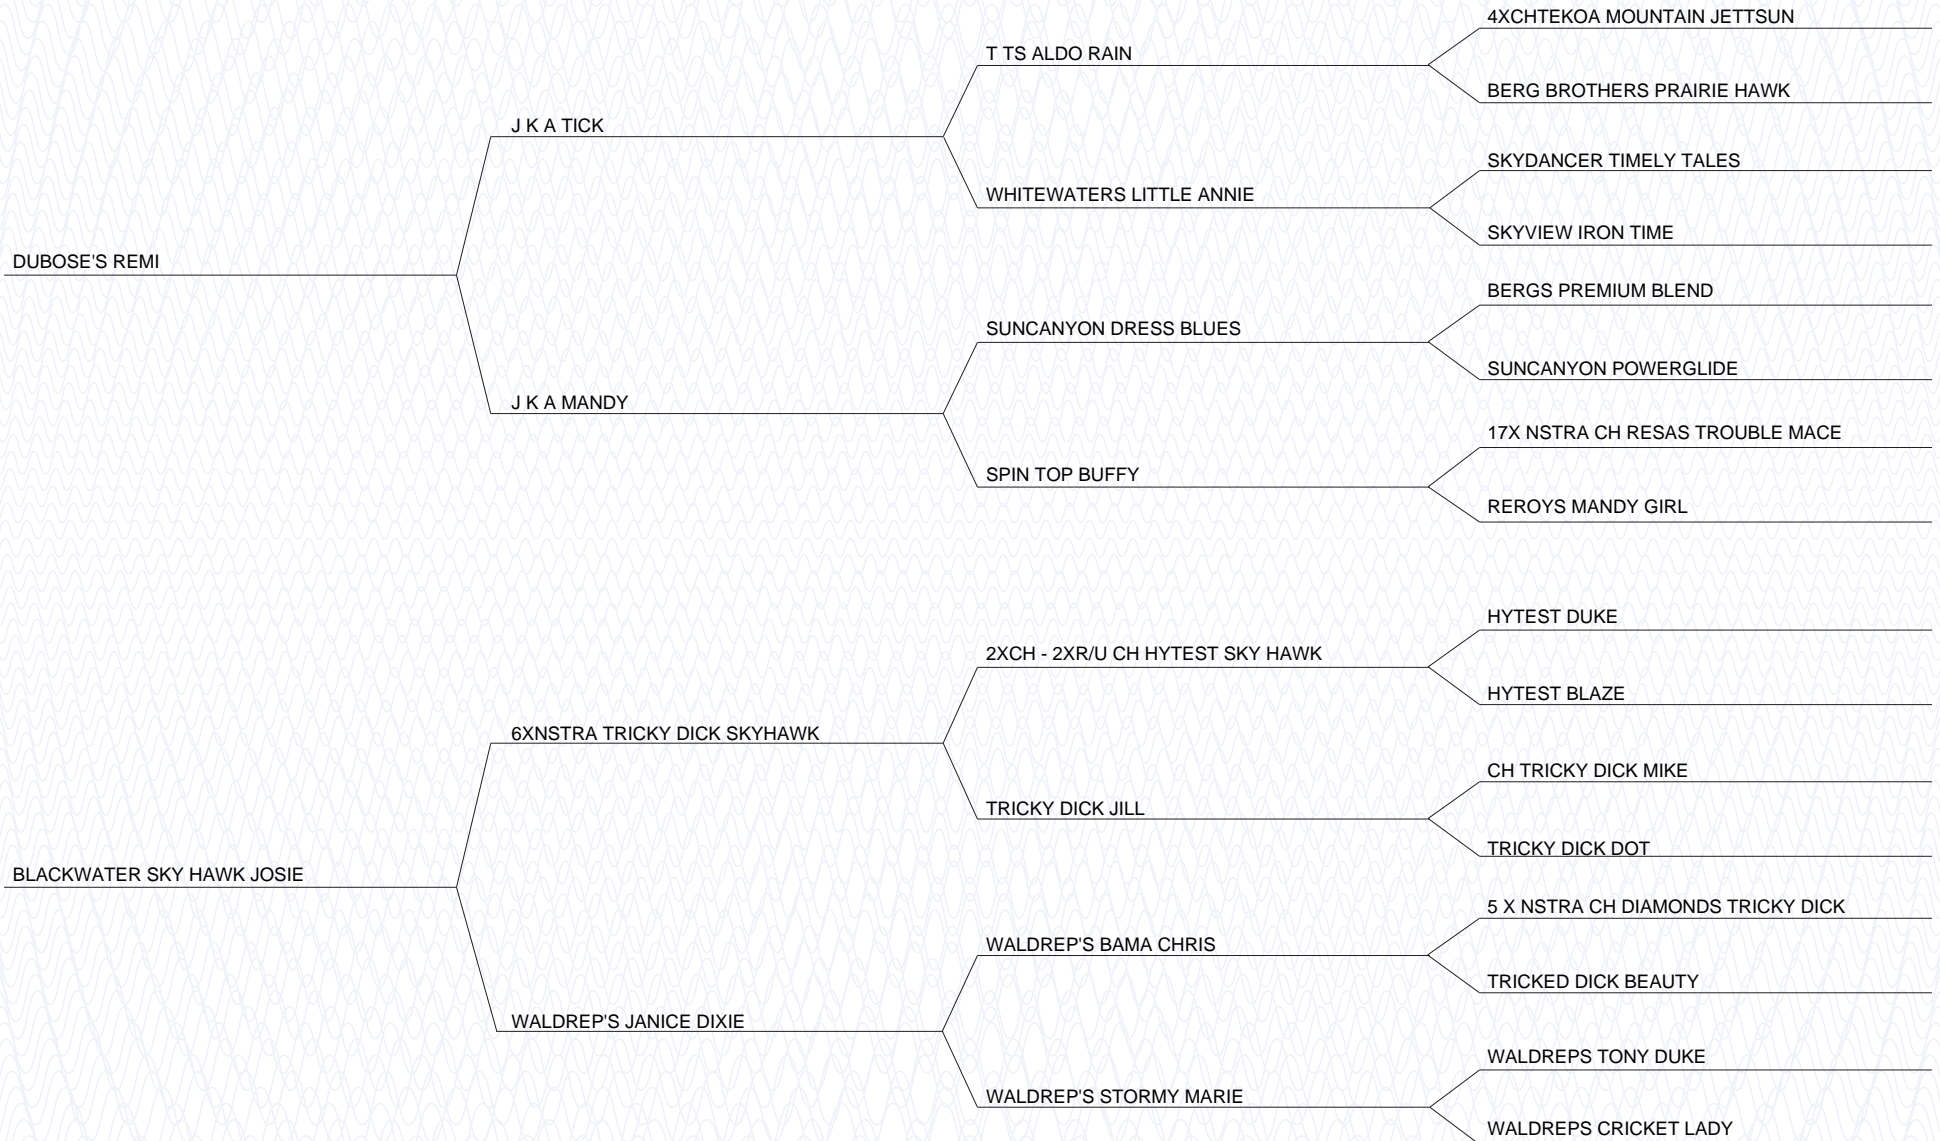 4XCHTEKOA MOUNTAIN JETTSUN
T TS ALDO RAIN
BERG BROTHERS PRAIRIE HAWK
J K A TICK
SKYDANCER TIMELY TALES
WHITEWATERS LITTLE ANNIE
SKYVIEW IRON TIME
DUBOSE'S REMI
BERGS PREMIUM BLEND
SUNCANYON DRESS BLUES
SUNCANYON POWERGLIDE
J K A MANDY
17X NSTRA CH RESAS TROUBLE MACE
SPIN TOP BUFFY
REROYS MANDY GIRL
HYTEST DUKE
2XCH - 2XR/U CH HYTEST SKY HAWK
HYTEST BLAZE
6XNSTRA TRICKY DICK SKYHAWK
CH TRICKY DICK MIKE
TRICKY DICK JILL
TRICKY DICK DOT
BLACKWATER SKY HAWK JOSIE
5 X NSTRA CH DIAMONDS TRICKY DICK
WALDREP'S BAMA CHRIS
TRICKED DICK BEAUTY
WALDREP'S JANICE DIXIE
WALDREPS TONY DUKE
WALDREP'S STORMY MARIE
WALDREPS CRICKET LADY